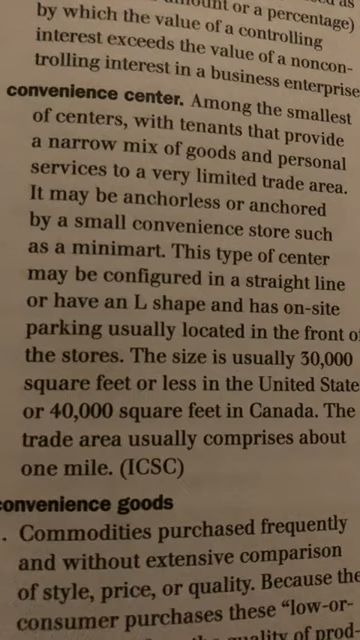 or a percentage)
by which the value of a controlling
interest exceeds the value of a noncon-
trolling interest in a business enterprise
convenience center. Among the smallest
of centers, with tenants that provide
a narrow mix of goods and personal
services to a very limited trade area.
It may be anchorless or anchored
by a small convenience store such
as a minimart. This type of center
may be configured in a straight line
or have an L shape and has on-site
parking usually located in the front o
the stores. The size is usually 30,000
square feet or less in the United State
or 40,000 square feet in Canada. The
trade area usually comprises about
one mile. (ICSC)
convenience goods
. Commodities purchased frequently
and without extensive comparison
of style, price, or quality. Because the
consumer purchases these “low-or-
quality of prod-